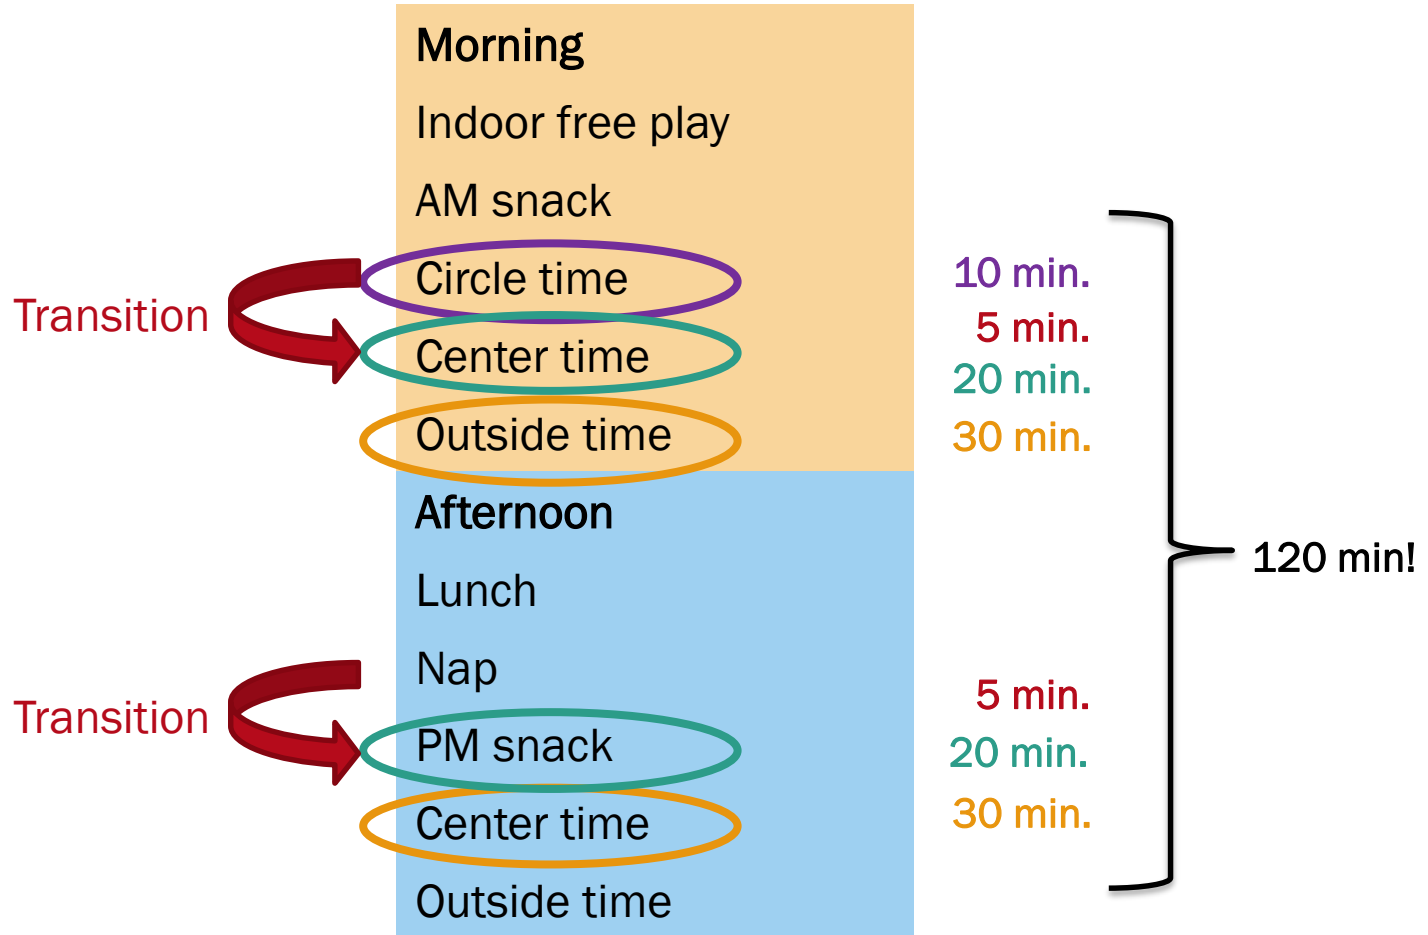 Morning
Indoor free play
AM snack
Circle time
10 min.
Transition
5 min.
Center time
20 min.
Outside time
30 min.
Afternoon
120 min!
Lunch
Nap
5 min.
Transition
PM snack
20 min.
Center time
30 min.
Outside time